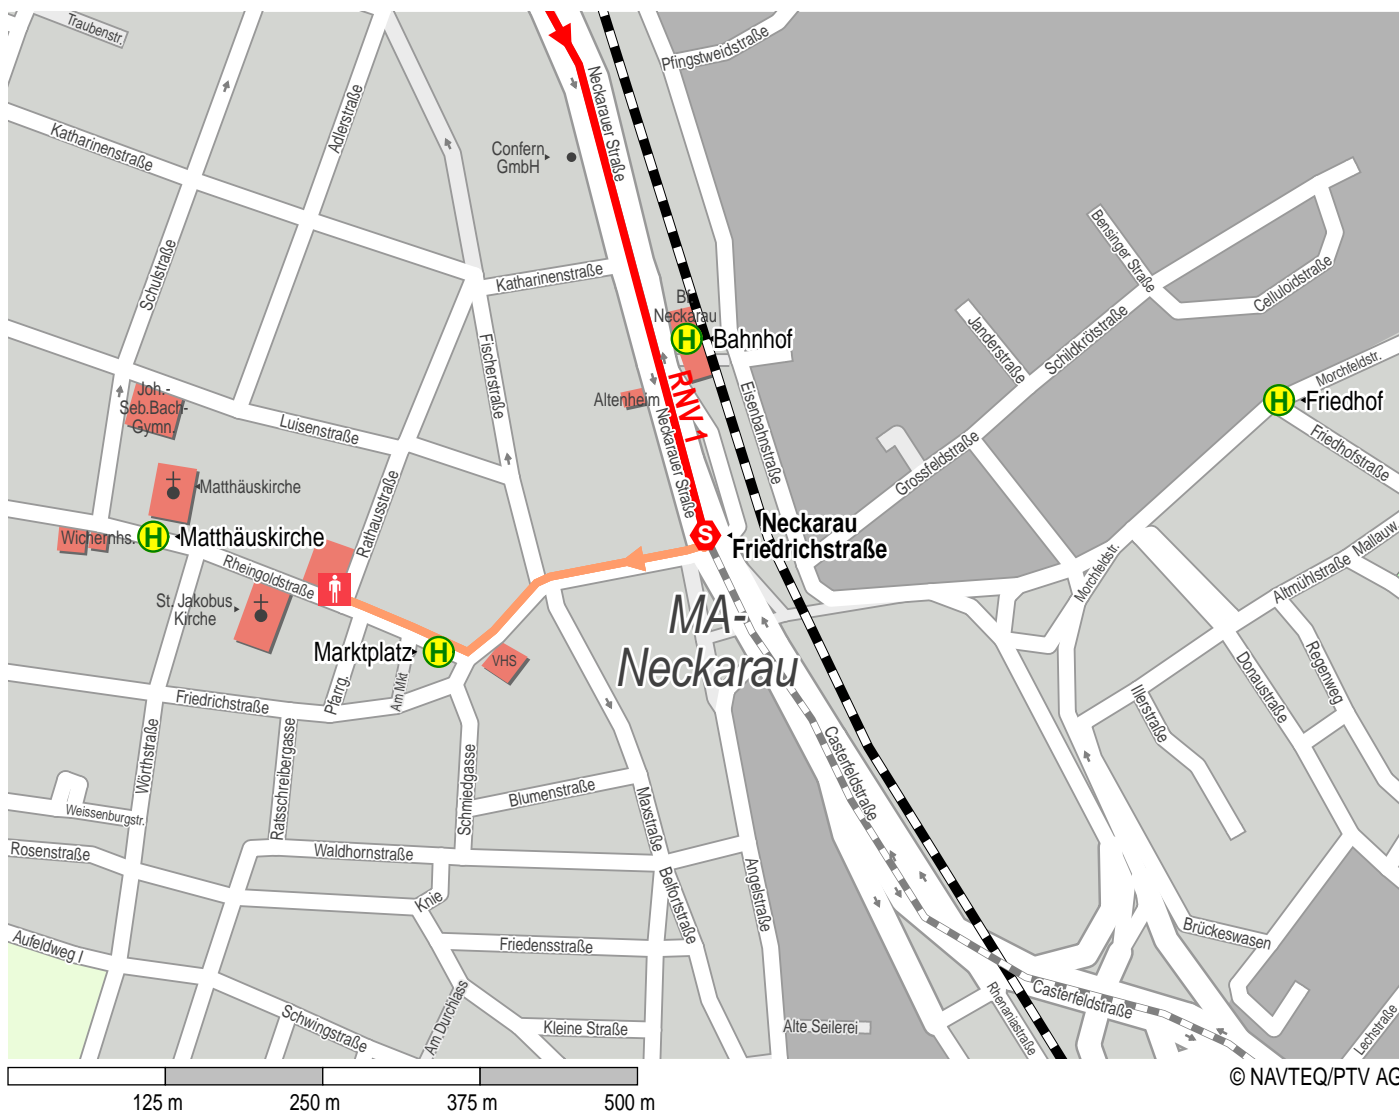 Traubenstr.
Pfingstweidstraße
Neckarauer Straße
Adlerstraße
Katharinenstraße
Confern
GmbH
Schulstraße
Katharinenstraße
Bensinger Straße
Celluloidstraße
Bf.
Neckarau
H
Bahnhof
Janderstraße
Schildkrötstraße
Morchfeldstr.
Fischerstraße
RNV 1
Altenheim
Eisenbahnstraße
H
Friedhof
Joh.-
Seb.Bach-
Gymn.
Luisenstraße
Neckarauer Straße
Friedhofstraße
Grossfeldstraße
Matthäuskirche
Rathausstraße
Wichernhs.
H
Matthäuskirche
S
Neckarau
Friedrichstraße
Rheingoldstraße
Morchfeldstr.
Mallauw.
Altmühlstraße
St. Jakobus
Kirche
MA-
Neckarau
Marktplatz
H
VHS
Donaustraße
Regenweg
Friedrichstraße
Pfarrg.
Am Mkt
Illerstraße
Wörthstraße
Ratsschreibergasse
Schmiedgasse
Casterfeldstraße
Blumenstraße
Maxstraße
Weissenburgstr.
Rosenstraße
Waldhornstraße
Knie
Belfortstraße
Angelstraße
Aufeldweg I
Friedensstraße
Brückeswasen
Casterfeldstraße
Rhenaniastraße
Schwingstraße
Am Durchlass
Kleine Straße
Alte Seilerei
Lechstraße
© NAVTEQ/PTV AG
125 m
250 m
375 m
500 m